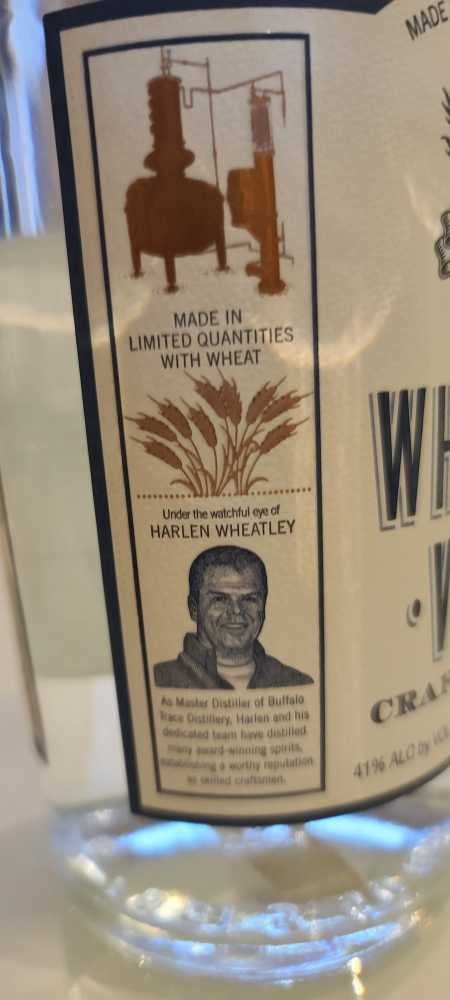 MADE IN
LIMITED QUANTITIES
WITH WHEAT
Under the watchful eye of
HARLEN WHEATLEY
As Master Distiller of Buffalo
Trace Distillery, Harlen and his
dedicated team have distilled
many award-winning spirits,
establishing a worthy reputation
as skilled craftsmen.
MADE
WH
V
CRAF
41% ALC by VOL